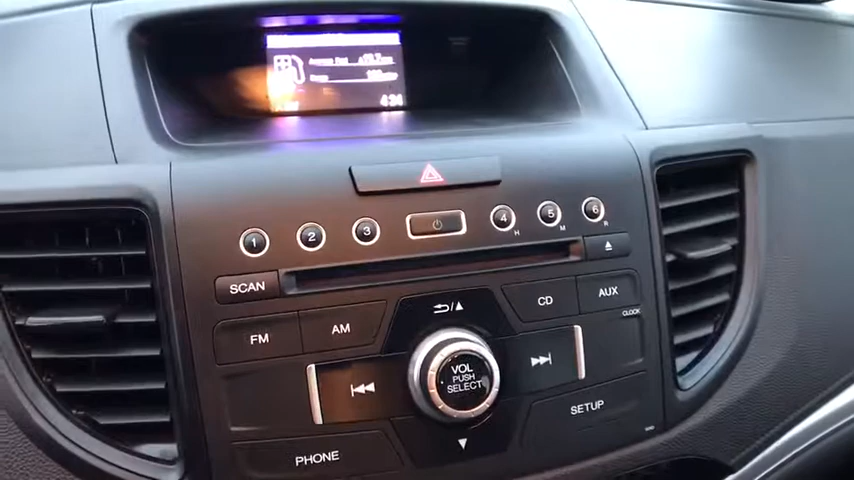 4:34
1
2
3
4
5
6
H
M
R
SCAN
CD
AUX
CLOCK
FM
AM
VOL
PUSH
SELECT
SETUP
PHONE